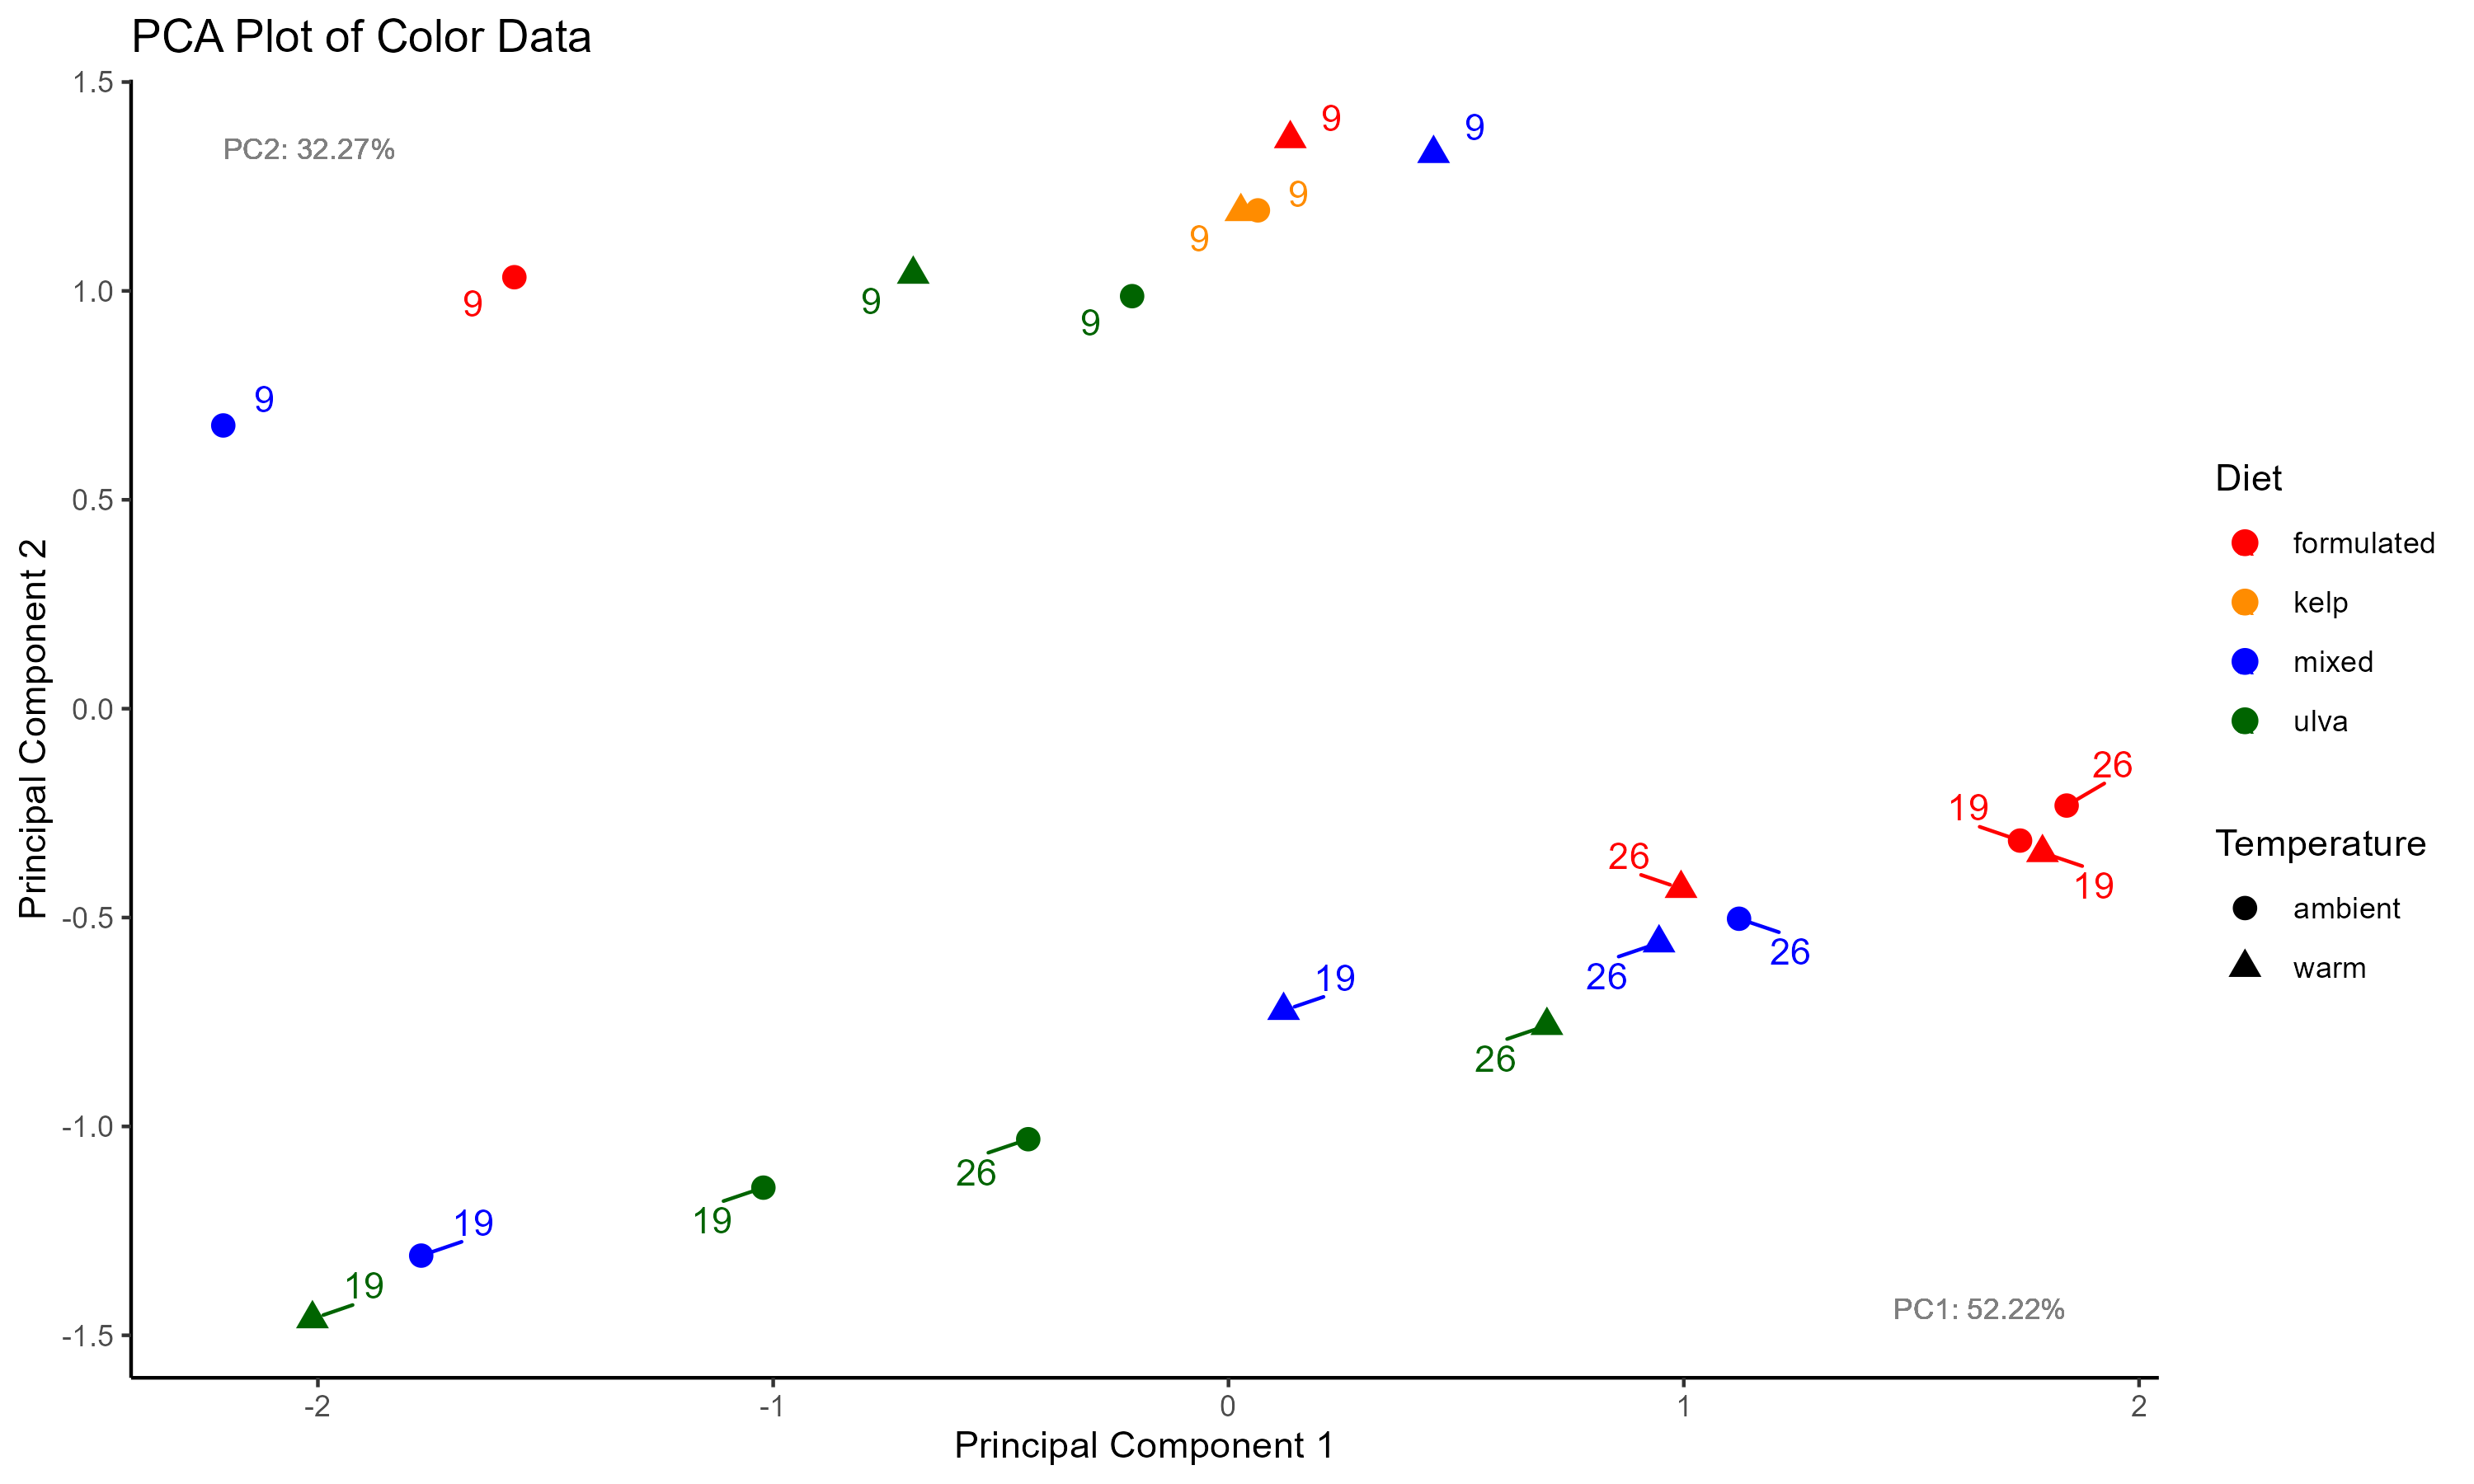 PCA Plot of Color Data
1.5
1.0
0.5
0.0
-0.5
-1.0
-1.5
Principal Component 2
PC2: 32.27%
9
9
9
9
9
9
9
9
26
19
19
26
26
26
19
26
26
19
19
19
PC1: 52.22%
-2
-1
0
1
2
Principal Component 1
Diet
formulated
kelp
mixed
ulva
Temperature
ambient
warm